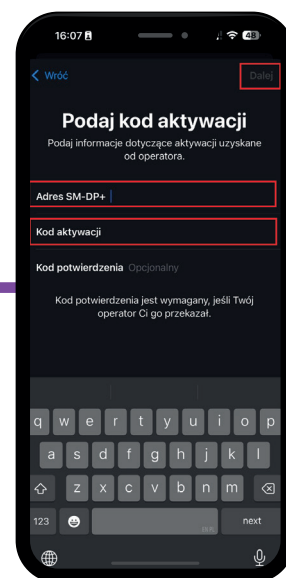 16:07
48
Wróć
Dalej
Podaj kod aktywacji
Podaj informacje dotyczące aktywacji uzyskane
od operatora.
Adres SM-DP+
Kod aktywacji
Kod potwierdzenia Opcjonalny
Kod potwierdzenia jest wymagany, jeśli Twój
operator Ci go przekazał.
q w e r t y u i o p
a s d f g h j k l
z x c v b n m
123
next